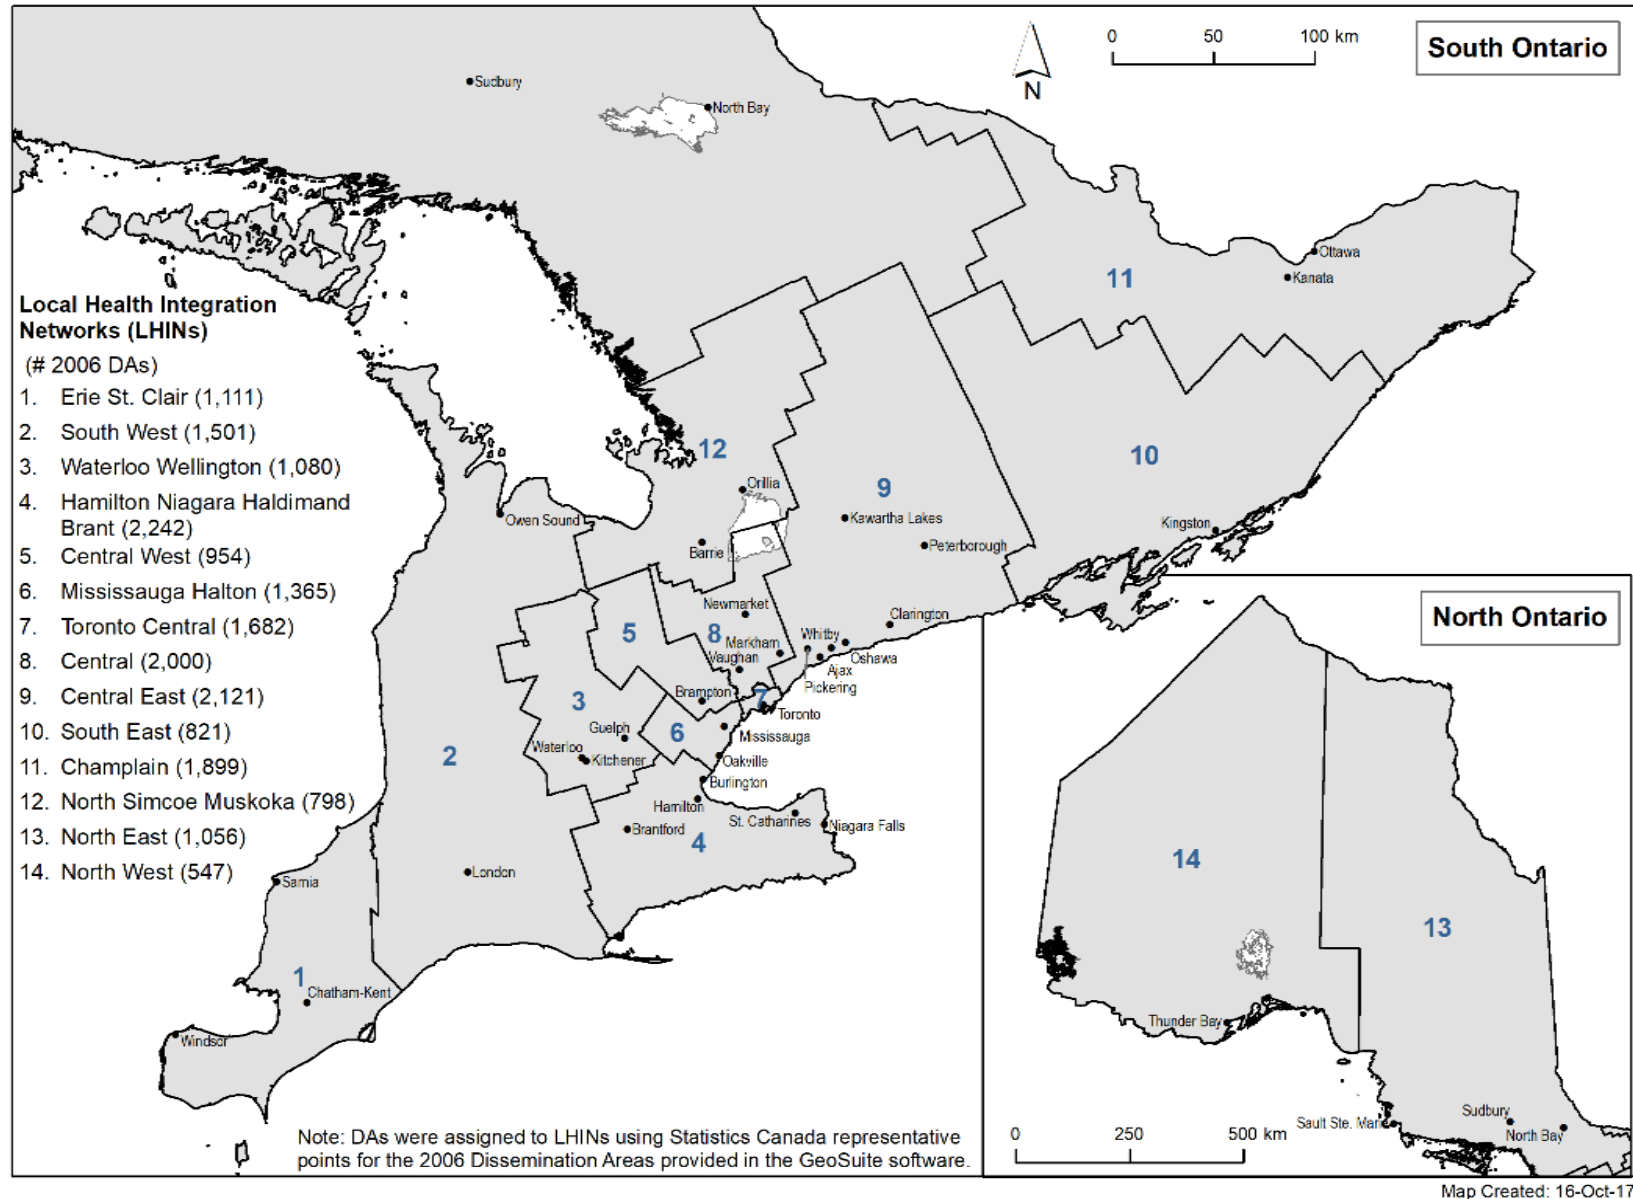 0 50 100 km
South Ontario
N
Sudbury
North Bay
Ottawa
Kanata
11
Local Health Integration
Networks (LHINs)
(# 2006 DAs)
1. Erie St. Clair (1,111)
2. South West (1,501)
3. Waterloo Wellington (1,080)
4. Hamilton Niagara Haldimand
Brant (2,242)
5. Central West (954)
6. Mississauga Halton (1,365)
7. Toronto Central (1,682)
8. Central (2,000)
9. Central East (2,121)
10. South East (821)
11. Champlain (1,899)
12. North Simcoe Muskoka (798)
13. North East (1,056)
14. North West (547)
12
10
9
Orillia
Owen Sound
Kawartha Lakes
Kingston
Barrie
Peterborough
Newmarket
Clarington
5
8
Markham
Whitby
Vaughan
Oshawa
Ajax
Pickering
Brampton
7
3
Toronto
Guelph
6
Mississauga
Waterloo
Kitchener
2
Oakville
Burlington
Hamilton
St. Catharines
Niagara Falls
Brantford
4
London
Sarnia
1
Chatham-Kent
Windsor
North Ontario
14
13
Thunder Bay
Sault Ste. Marie
Sudbury
North Bay
0 250 500 km
Note: DAs were assigned to LHINs using Statistics Canada representative
points for the 2006 Dissemination Areas provided in the GeoSuite software.
Map Created: 16-Oct-17